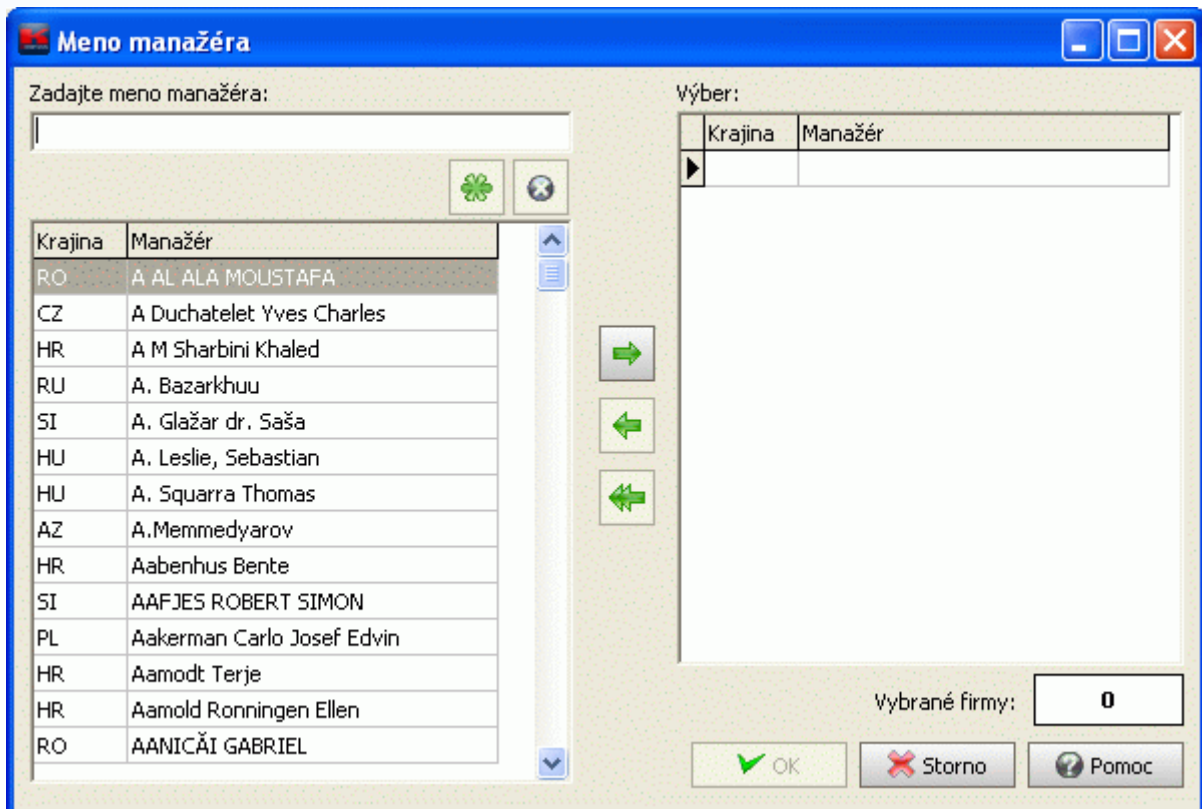 Meno manažéra
Zadajte meno manažéra:
Krajina Manažér
RO A AL ALA MOUSTAFA
CZ A Duchatelet Yves Charles
HR A M Sharbini Khaled
RU A. Bazarkhuu
SI A. Glažar dr. Saša
HU A. Leslie, Sebastian
HU A. Squarra Thomas
AZ A.Memmedyarov
HR Aabenhus Bente
SI AAFJES ROBERT SIMON
PL Aakerman Carlo Josef Edvin
HR Aamodt Terje
HR Aamold Ronningen Ellen
RO AANICĂI GABRIEL
Výber:
Krajina Manažér
Vybrané firmy: 0
OK Storno Pomoc